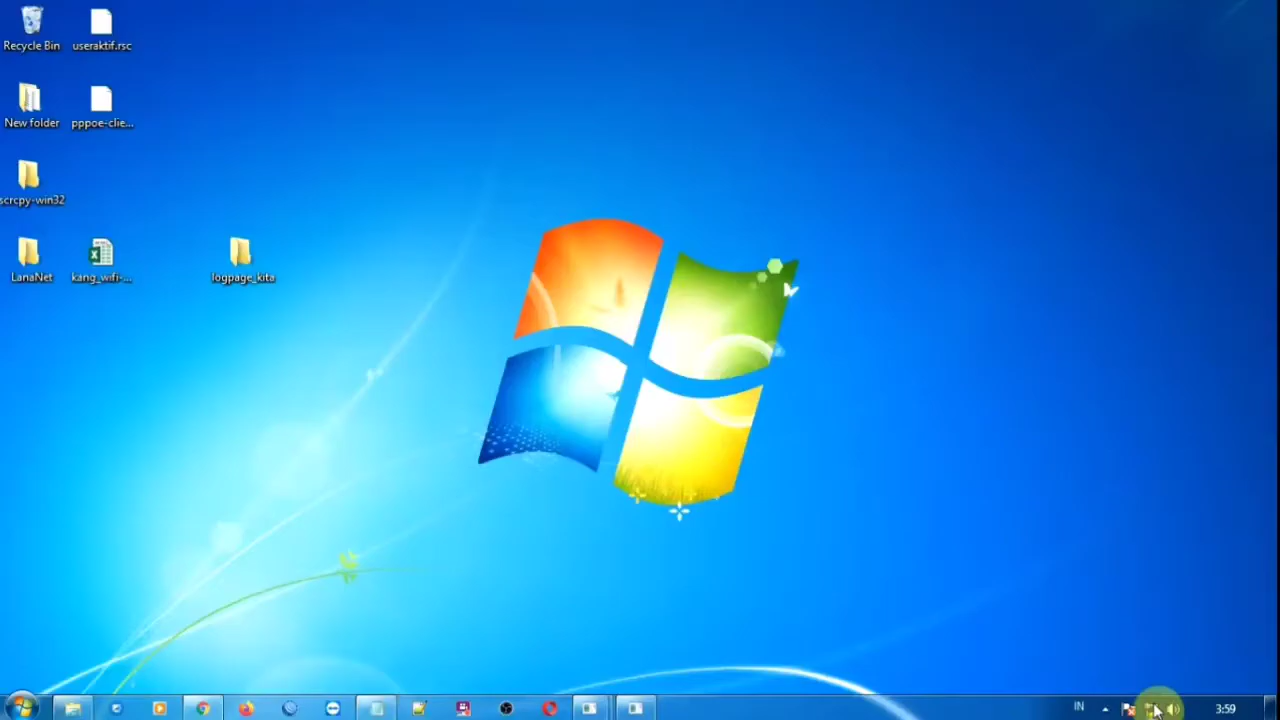 Recycle Bin
useraktif.rsc
New folder
pppoe-clie...
scrcpy-win32
LanaNet
kang_wifi-...
logpage_kita
IN
3:59